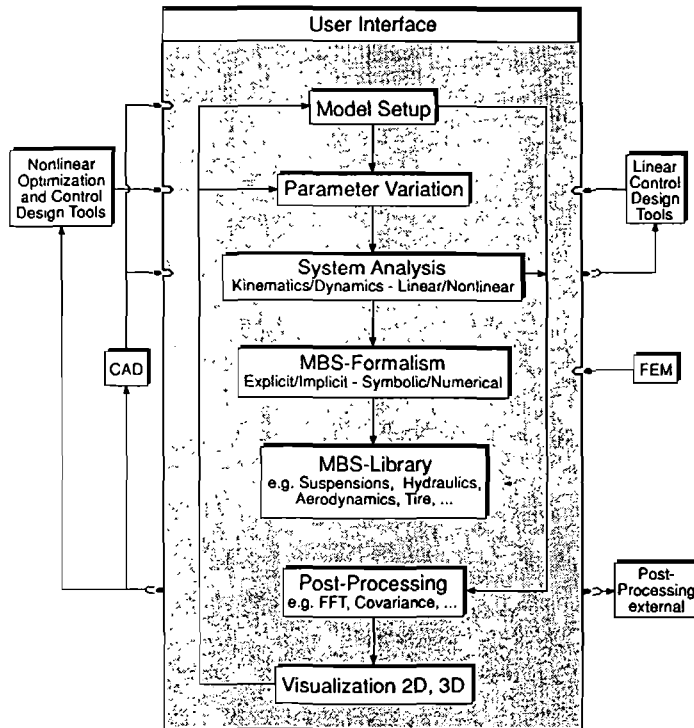 User Interface
Model Setup
Nonlinear
Optimization
and Control
Design Tools
Parameter Variation
Linear
Control
Design
Tools
System Analysis
Kinematics/Dynamics - Linear/Nonlinear
CAD
MBS-Formalism
Explicit/Implicit - Symbolic/Numerical
FEM
MBS-Library
e.g. Suspensions, Hydraulics,
Aerodynamics, Tire, ...
Post-Processing
e.g. FFT, Covariance, ...
Post-
Processing
external
Visualization 2D, 3D